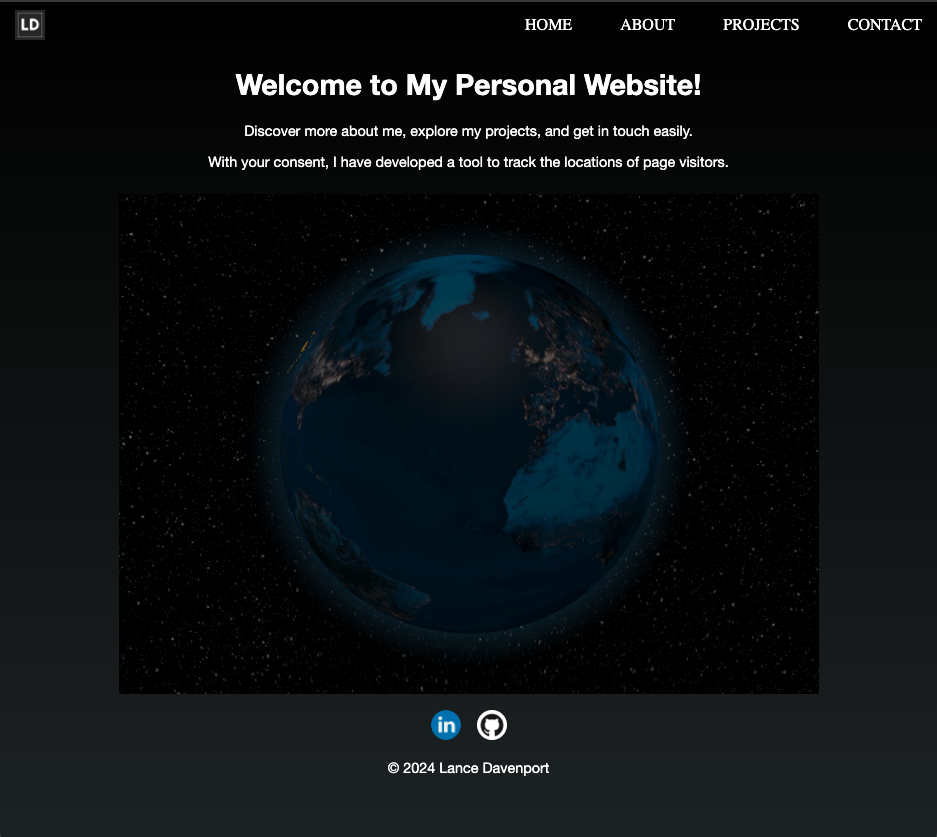 LD
HOME ABOUT PROJECTS CONTACT
Welcome to My Personal Website!
Discover more about me, explore my projects, and get in touch easily.
With your consent, I have developed a tool to track the locations of page visitors.
in
© 2024 Lance Davenport